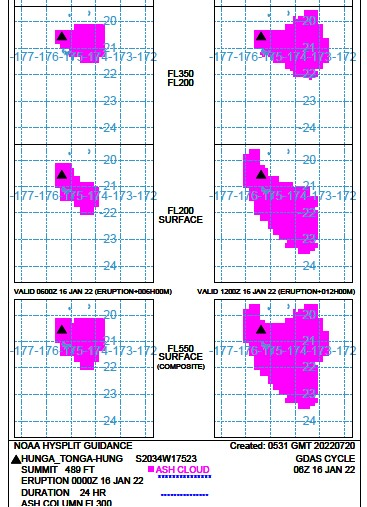 -20
-20
-21
-21
-177-176-175-174-173-172
-177-176-175-174-173-172
-22
-22
FL350
FL200
-23
-23
-24
-24
-20
-20
-21
-21
-177-176-175-174-173-172
-177-176-175-174-173-172
-22
-22
FL200
SURFACE
-23
-23
-24
-24
VALID 0600Z 16 JAN 22 (ERUPTION+006H00M)
VALID 1200Z 16 JAN 22 (ERUPTION+012H00M)
-20
-20
-21
-21
-177-176-175-174-173-172
-177-176-175-174-173-172
FL550
SURFACE
(COMPOSITE)
-22
-22
-23
-23
-24
-24
NOAA HYSPLIT GUIDANCE
Created: 0531 GMT 20220720
HUNGA_TONGA-HUNG S2034W17523
GDAS CYCLE
SUMMIT 489 FT
ASH CLOUD
06Z 16 JAN 22
ERUPTION 0000Z 16 JAN 22
DURATION 24 HR
ASH COLUMN FL300